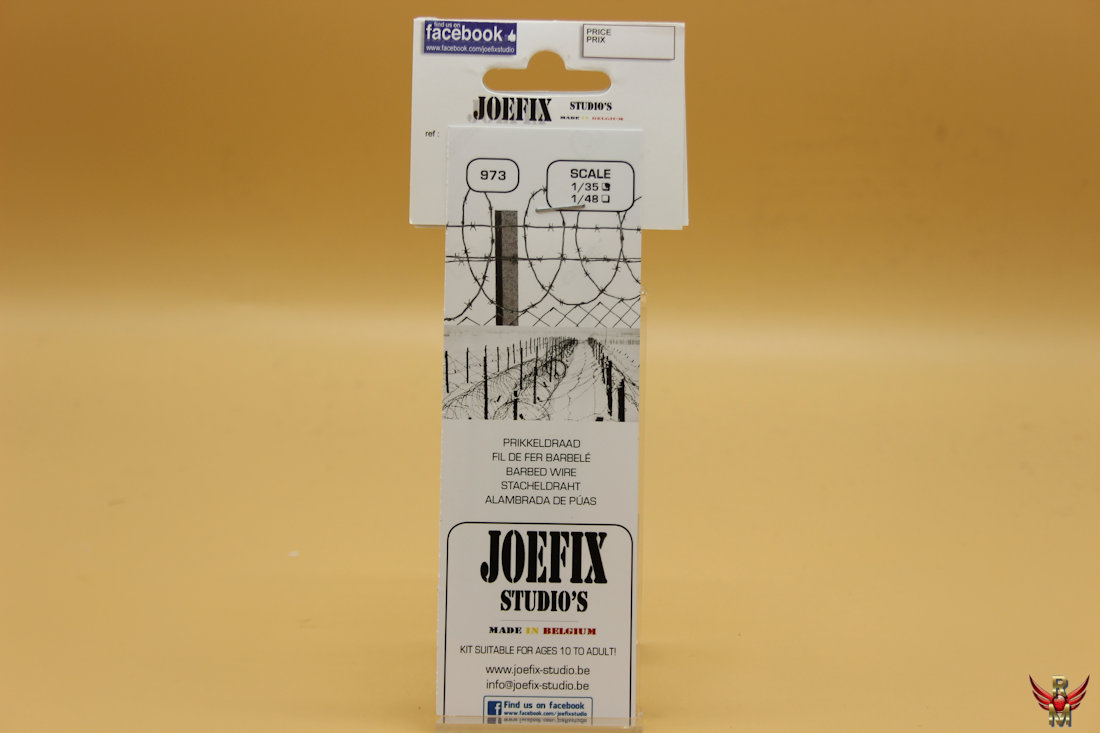 find us on
facebook
www.facebook.com/joefixstudio
PRICE
PRIX
JOEFIX STUDIO'S
MADE IN BELGIUM
ref :
973
SCALE
1/35
1/48
PRIKKELDRAAD
FIL DE FER BARBELÉ
BARBED WIRE
STACHELDRAHT
ALAMBRADA DE PÚAS
JOEFIX
STUDIO'S
MADE IN BELGIUM
KIT SUITABLE FOR AGES 10 TO ADULT!
www.joefix-studio.be
info@joefix-studio.be
Find us on facebook
www.facebook.com/joefixstudio
R
M